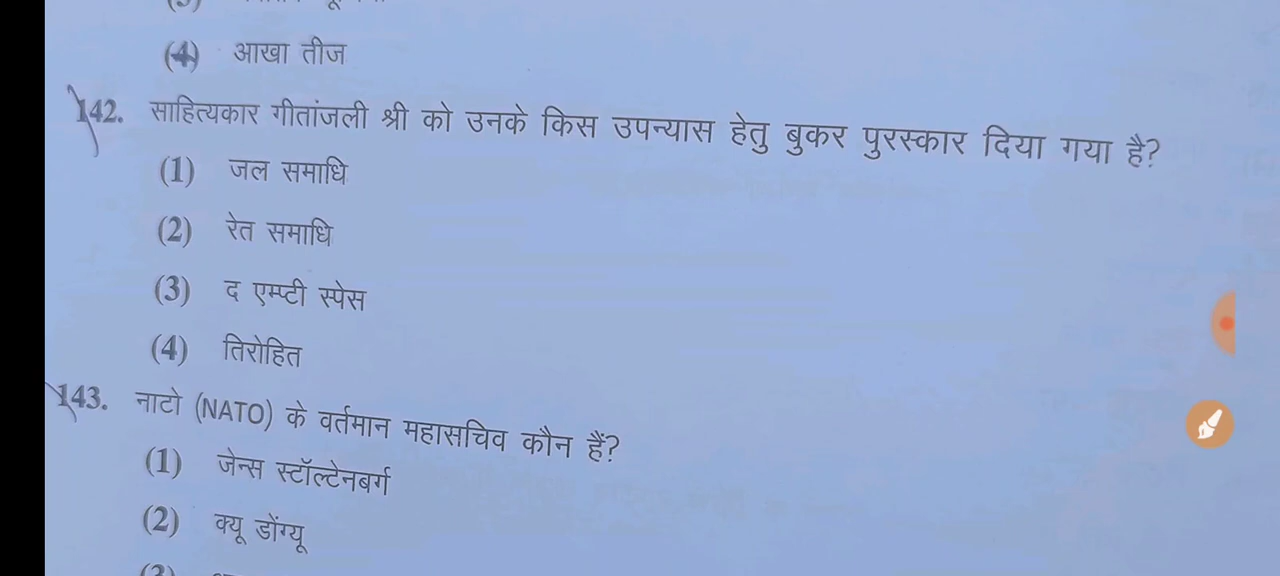 (4) आखा तीज
142. साहित्यकार गीतांजली श्री को उनके किस उपन्यास हेतु बुकर पुरस्कार दिया गया है?
(1) जल समाधि
(2) रेत समाधि
(3) द एम्प्टी स्पेस
(4) तिरोहित
143. नाटो (NATO) के वर्तमान महासचिव कौन हैं?
(1) जेन्स स्टॉल्टेनबर्ग
(2) क्यू डोंग्यू